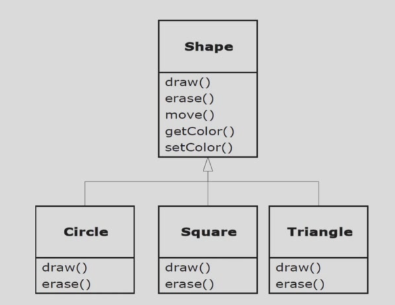 Shape
draw()
erase()
move()
getColor()
setColor()
Circle
draw()
erase()
Square
draw()
erase()
Triangle
draw()
erase()